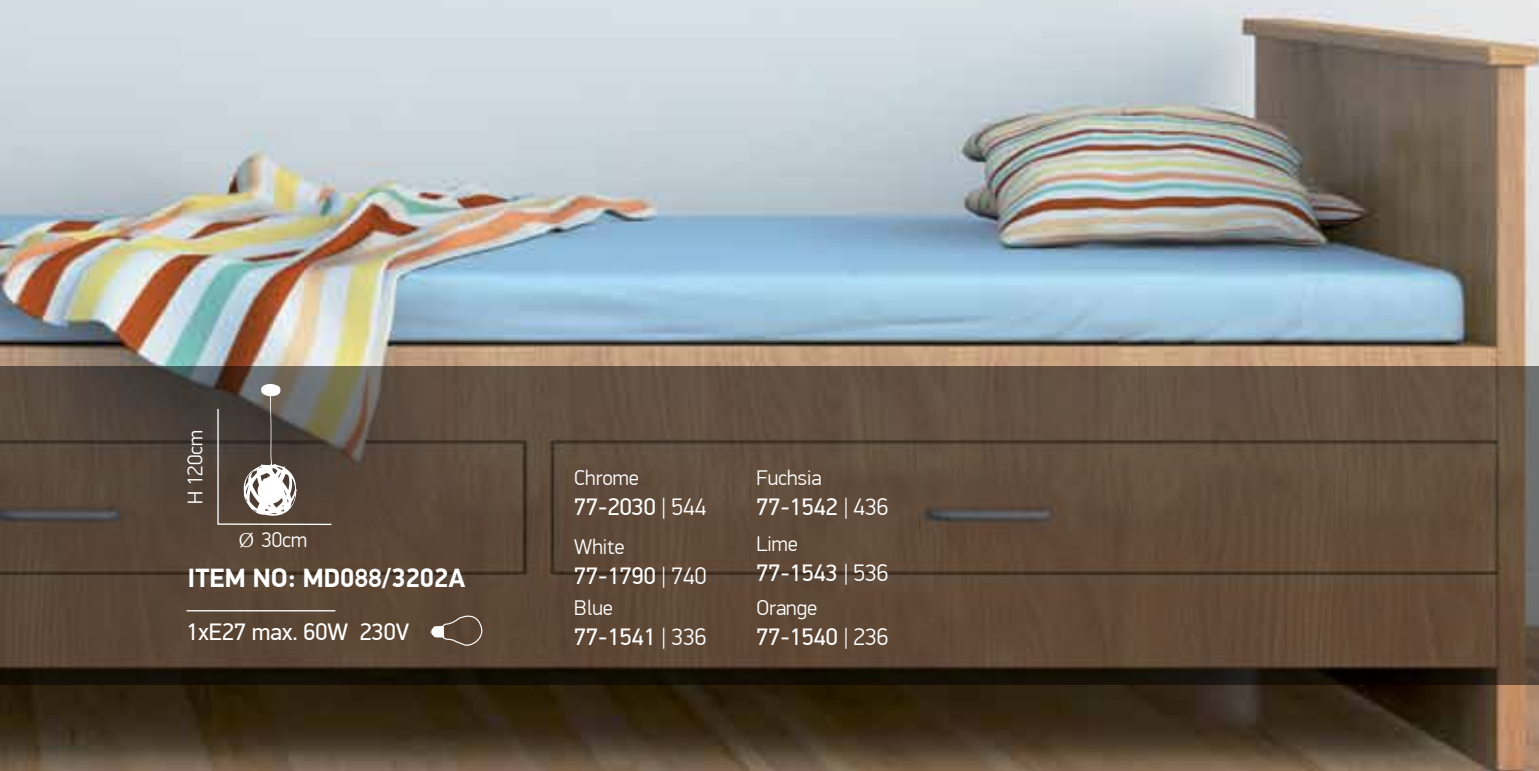 H 120cm
Ø 30cm
ITEM NO: MD088/3202A
1xE27 max. 60W 230V
Chrome
77-2030 | 544
White
77-1790 | 740
Blue
77-1541 | 336
Fuchsia
77-1542 | 436
Lime
77-1543 | 536
Orange
77-1540 | 236